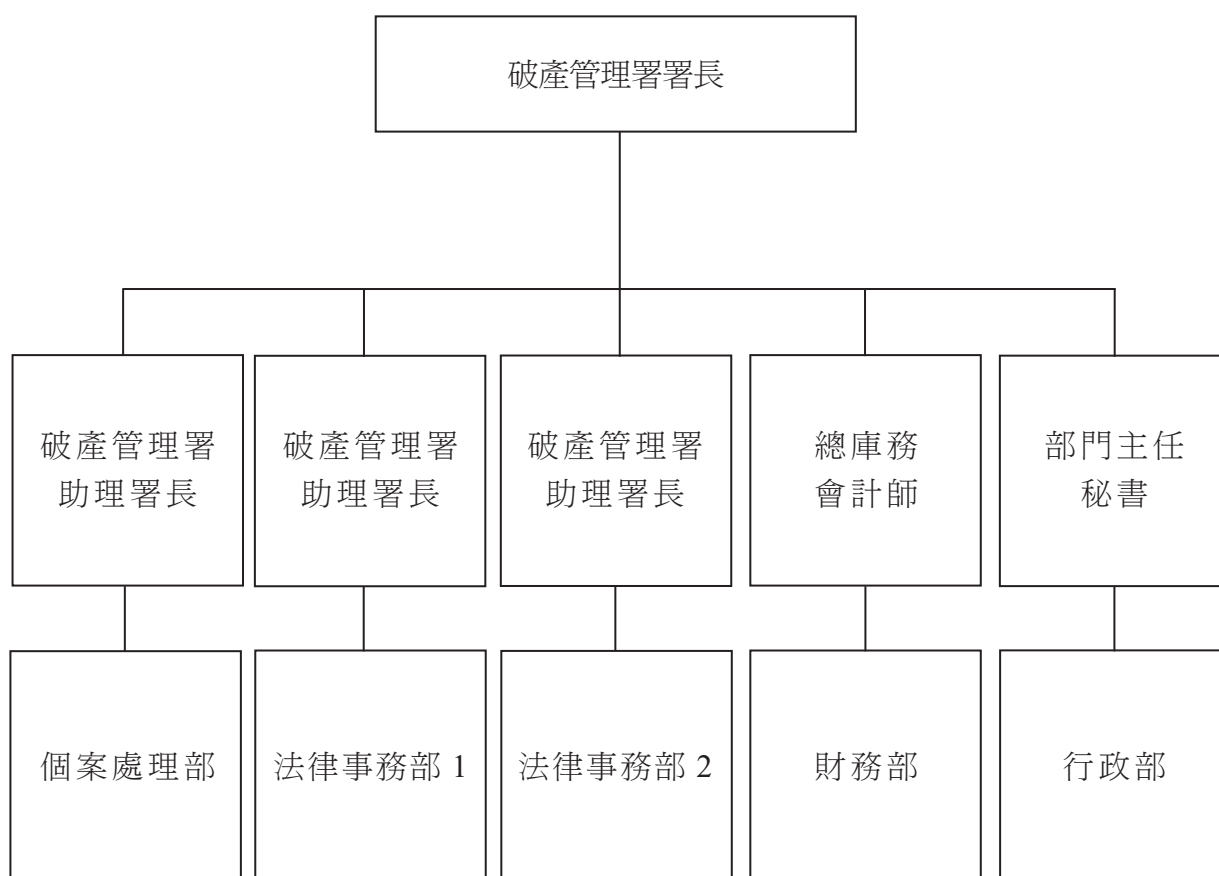 破產管理署署長
破產管理署
助理署長
破產管理署
助理署長
破產管理署
助理署長
總庫務
會計師
部門主任
秘書
個案處理部
法律事務部 1
法律事務部 2
財務部
行政部